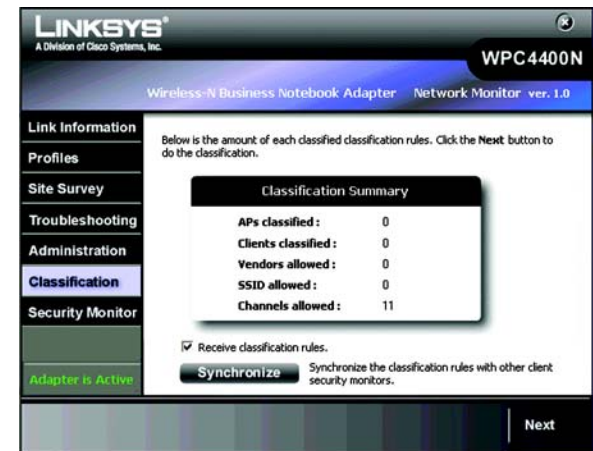 LINKSYS®
A Division of Cisco Systems, Inc.
WPC4400N
Wireless-N Business Notebook Adapter Network Monitor ver. 1.0
Link Information
Profiles
Site Survey
Troubleshooting
Administration
Classification
Security Monitor
Adapter is Active
Below is the amount of each classified classification rules. Click the Next button to
do the classification.
Classification Summary
APs classified : 0
Clients classified : 0
Vendors allowed : 0
SSID allowed : 0
Channels allowed : 11
Receive classification rules.
Synchronize
Synchronize the classification rules with other client
security monitors.
Next